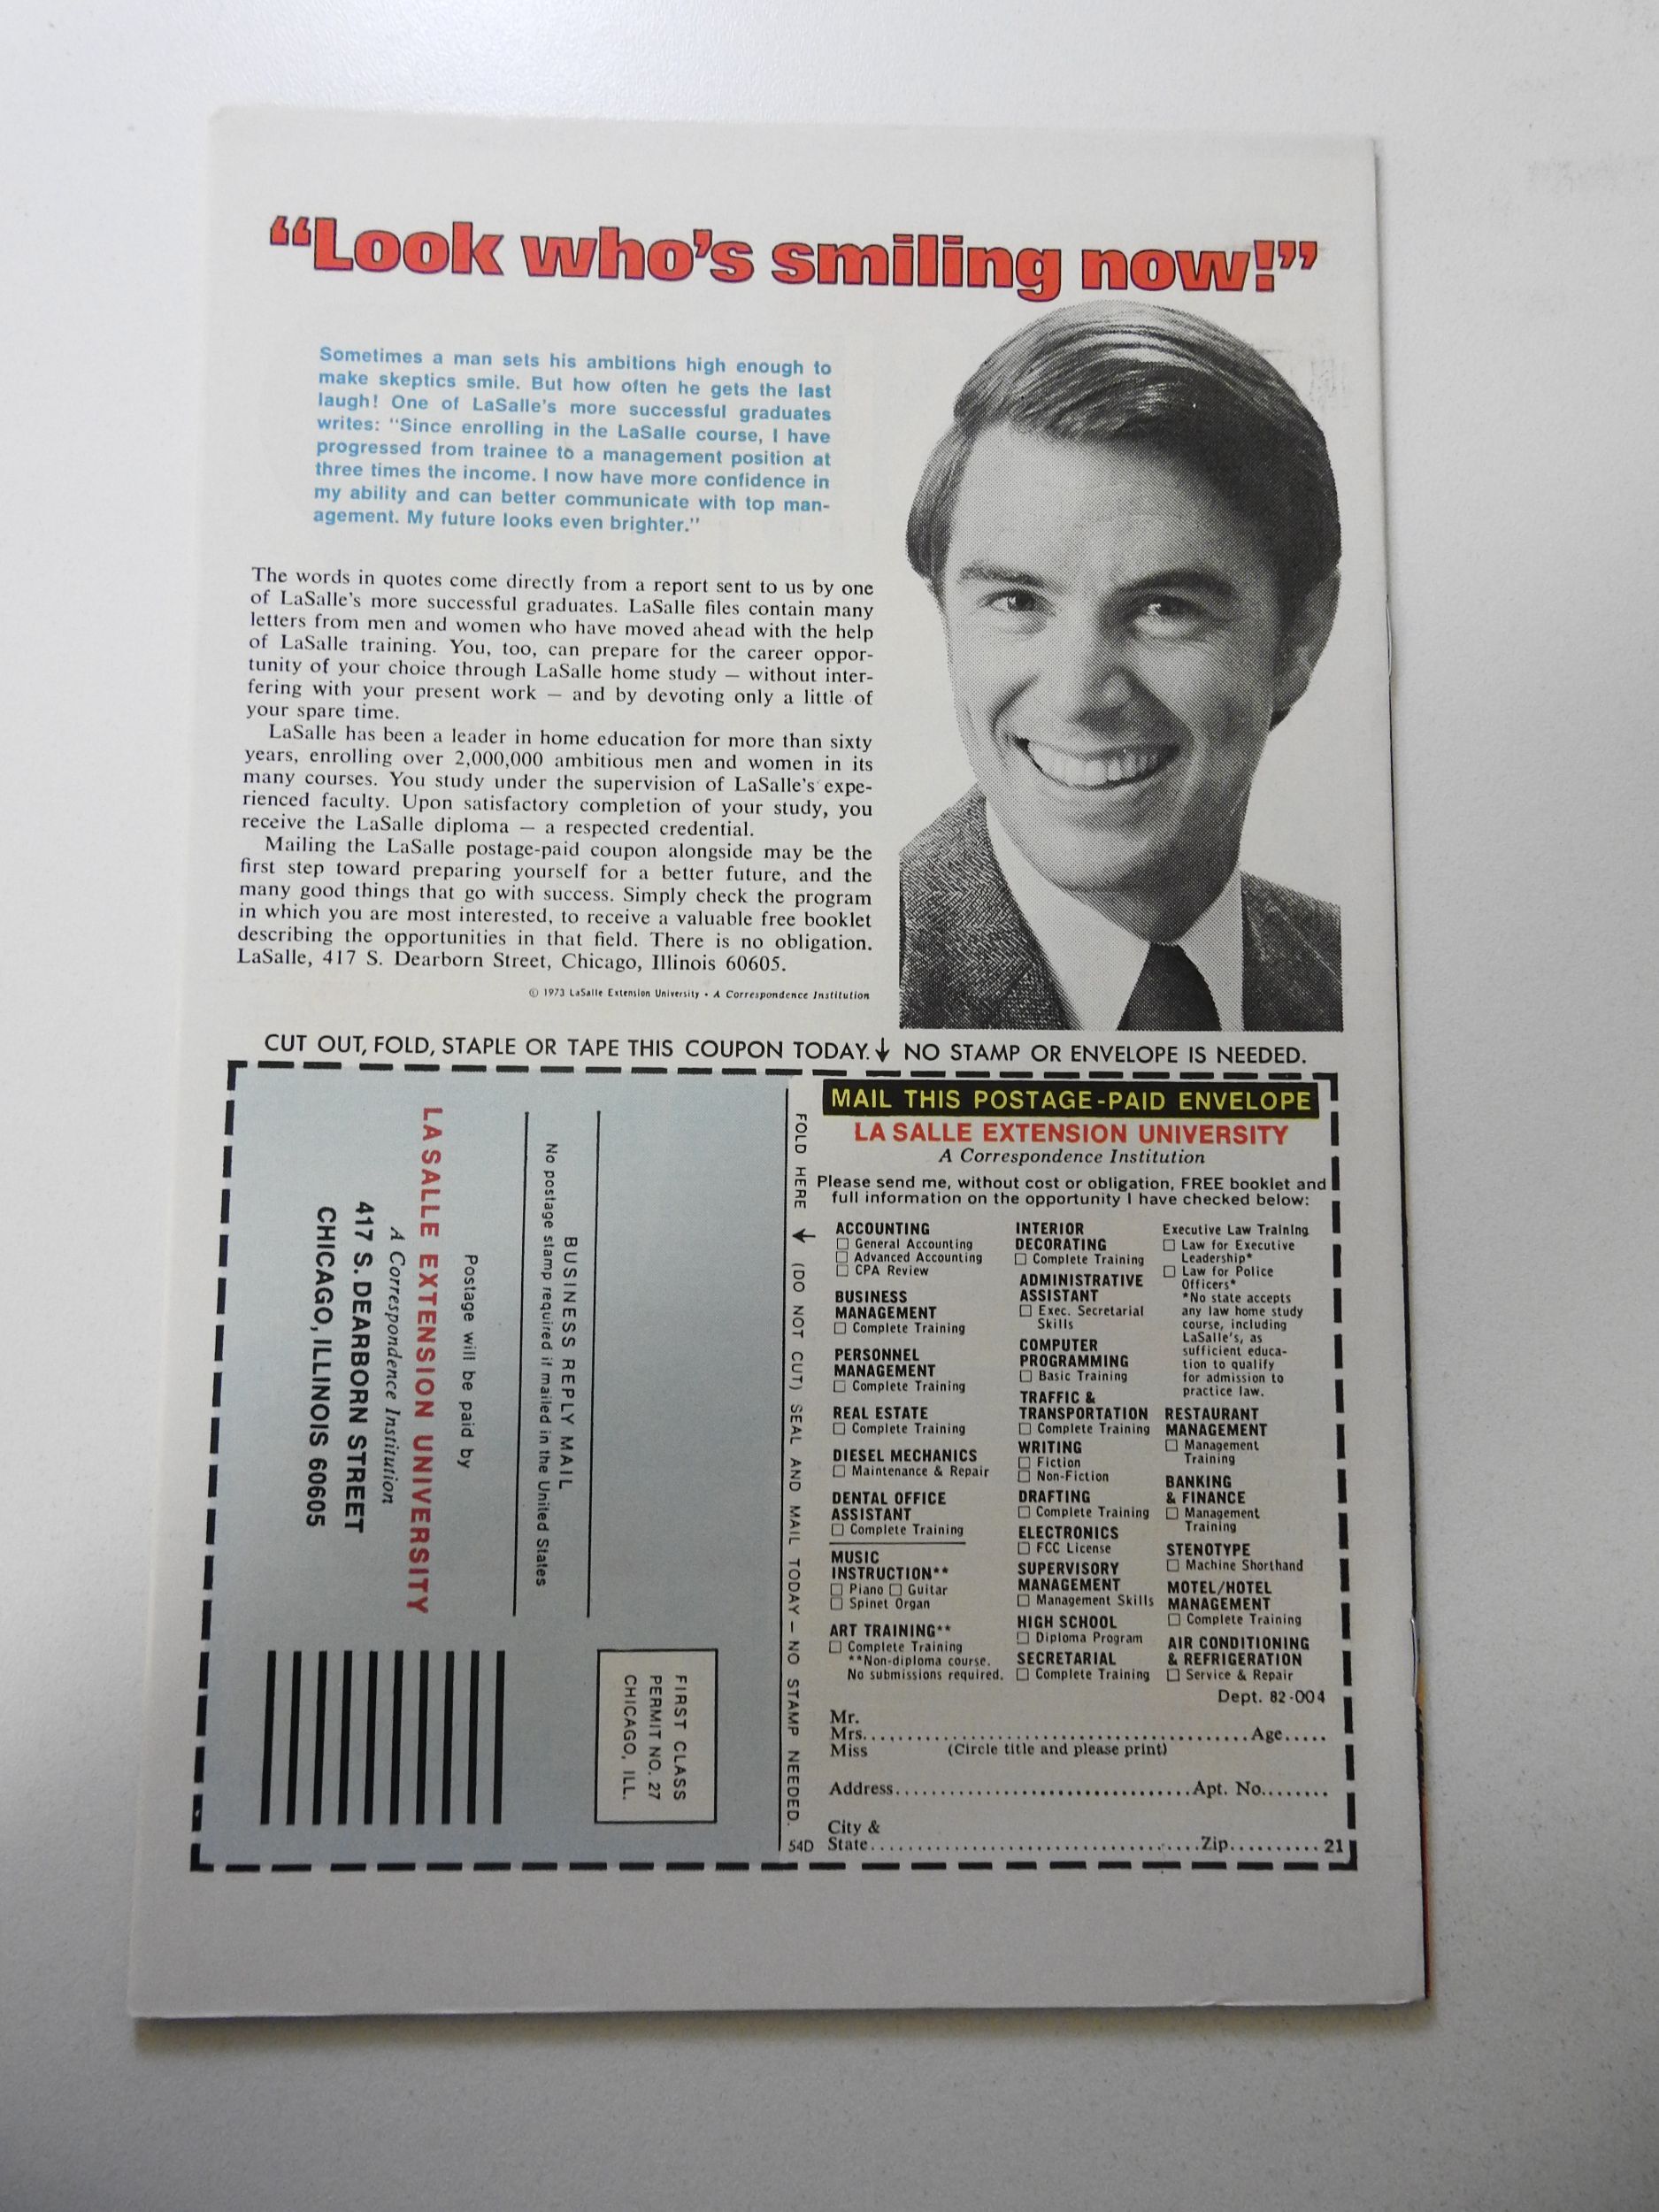 “Look who’s smiling now!”
Sometimes a man sets his ambitions high enough to
make skeptics smile. But how often he gets the last
laugh! One of LaSalle’s more successful graduates
writes: “Since enrolling in the LaSalle course, I have
progressed from trainee to a management position at
three times the income. I now have more confidence in
my ability and can better communicate with top man-
agement. My future looks even brighter.”
The words in quotes come directly from a report sent to us by one
of LaSalle’s more successful graduates. LaSalle files contain many
letters from men and women who have moved ahead with the help
of LaSalle training. You, too, can prepare for the career oppor-
tunity of your choice through LaSalle home study — without inter-
fering with your present work — and by devoting only a little of
your spare time.
LaSalle has been a leader in home education for more than sixty
years, enrolling over 2,000,000 ambitious men and women in its
many courses. You study under the supervision of LaSalle’s expe-
rienced faculty. Upon satisfactory completion of your study, you
receive the LaSalle diploma — a respected credential.
Mailing the LaSalle postage-paid coupon alongside may be the
first step toward preparing yourself for a better future, and the
many good things that go with success. Simply check the program
in which you are most interested, to receive a valuable free booklet
describing the opportunities in that field. There is no obligation.
LaSalle, 417 S. Dearborn Street, Chicago, Illinois 60605.
© 1973 LaSalle Extension University • A Correspondence Institution
CUT OUT, FOLD, STAPLE OR TAPE THIS COUPON TODAY. ↓ NO STAMP OR ENVELOPE IS NEEDED.
FIRST CLASS
PERMIT NO. 27
CHICAGO, ILL.
BUSINESS REPLY MAIL
No postage stamp required if mailed in the United States
Postage will be paid by
LA SALLE EXTENSION UNIVERSITY
A Correspondence Institution
417 S. DEARBORN STREET
CHICAGO, ILLINOIS 60605
FOLD HERE ↓ (DO NOT CUT) SEAL AND MAIL TODAY — NO STAMP NEEDED.
54D
MAIL THIS POSTAGE-PAID ENVELOPE
LA SALLE EXTENSION UNIVERSITY
A Correspondence Institution
Please send me, without cost or obligation, FREE booklet and
full information on the opportunity I have checked below:
ACCOUNTING
☐ General Accounting
☐ Advanced Accounting
☐ CPA Review
BUSINESS
MANAGEMENT
☐ Complete Training
PERSONNEL
MANAGEMENT
☐ Complete Training
REAL ESTATE
☐ Complete Training
DIESEL MECHANICS
☐ Maintenance & Repair
DENTAL OFFICE
ASSISTANT
☐ Complete Training
MUSIC
INSTRUCTION**
☐ Piano ☐ Guitar
☐ Spinet Organ
ART TRAINING**
☐ Complete Training
**Non-diploma course.
No submissions required.
INTERIOR
DECORATING
☐ Complete Training
ADMINISTRATIVE
ASSISTANT
☐ Exec. Secretarial
Skills
COMPUTER
PROGRAMMING
☐ Basic Training
TRAFFIC &
TRANSPORTATION
☐ Complete Training
WRITING
☐ Fiction
☐ Non-Fiction
DRAFTING
☐ Complete Training
ELECTRONICS
☐ FCC License
SUPERVISORY
MANAGEMENT
☐ Management Skills
HIGH SCHOOL
☐ Diploma Program
SECRETARIAL
☐ Complete Training
Executive Law Training
☐ Law for Executive
Leadership*
☐ Law for Police
Officers*
*No state accepts
any law home study
course, including
LaSalle’s, as
sufficient educa-
tion to qualify
for admission to
practice law.
RESTAURANT
MANAGEMENT
☐ Management
Training
BANKING
& FINANCE
☐ Management
Training
STENOTYPE
☐ Machine Shorthand
MOTEL/HOTEL
MANAGEMENT
☐ Complete Training
AIR CONDITIONING
& REFRIGERATION
☐ Service & Repair
Dept. 82-004
Mr.
Mrs. Age
Miss (Circle title and please print)
Address Apt. No.
City &
State Zip 21